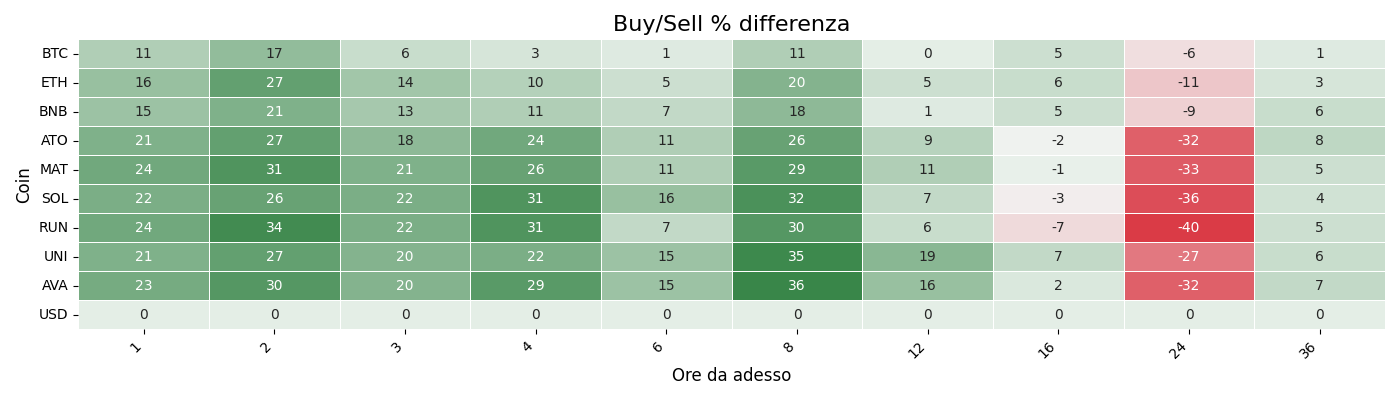 Buy/Sell % differenza
Coin
BTC 11 17 6 3 1 11 0 5 -6 1
ETH 16 27 14 10 5 20 5 6 -11 3
BNB 15 21 13 11 7 18 1 5 -9 6
ATO 21 27 18 24 11 26 9 -2 -32 8
MAT 24 31 21 26 11 29 11 -1 -33 5
SOL 22 26 22 31 16 32 7 -3 -36 4
RUN 24 34 22 31 7 30 6 -7 -40 5
UNI 21 27 20 22 15 35 19 7 -27 6
AVA 23 30 20 29 15 36 16 2 -32 7
USD 0 0 0 0 0 0 0 0 0 0
1 2 3 4 6 8 12 16 24 36
Ore da adesso